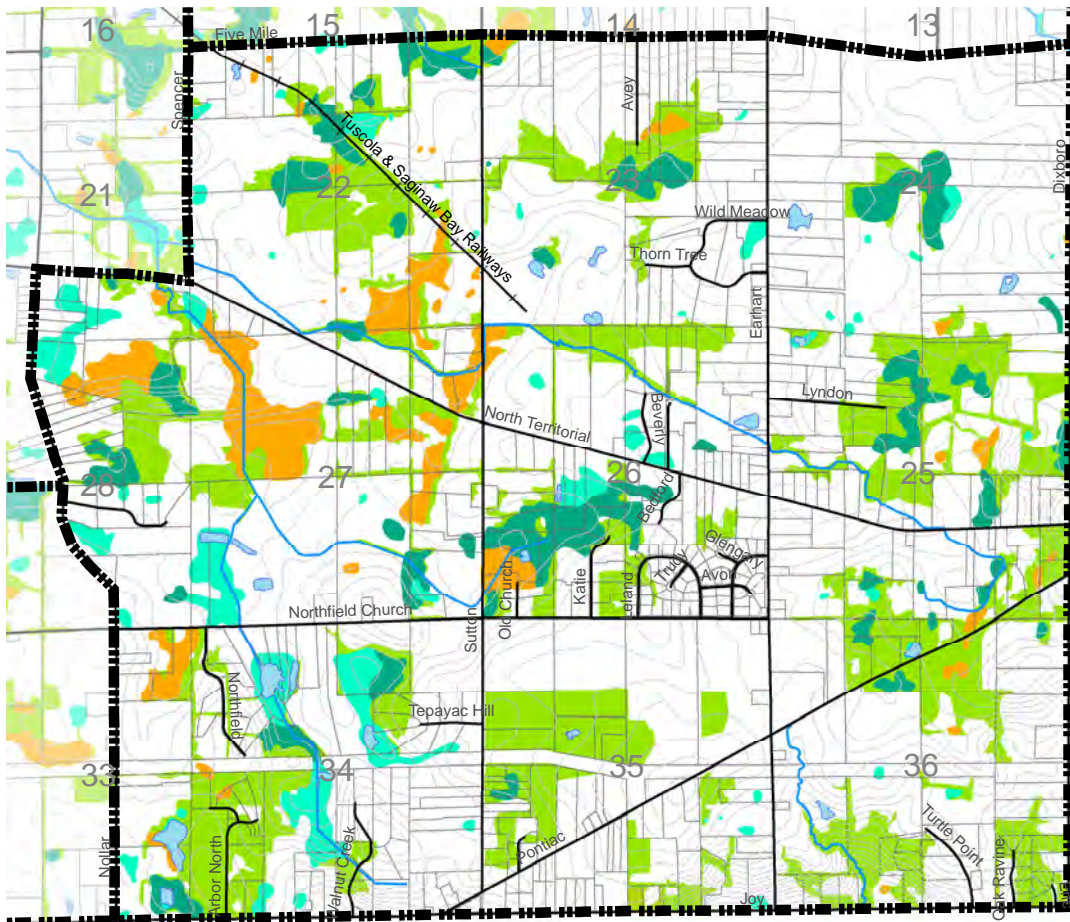 16
15
14
13
Five Mile
Spencer
Avey
Tuscola & Saginaw Bay Railways
Dixboro
21
22
23
24
Wild Meadow
Thorn Tree
Earhart
Lyndon
Beverly
North Territorial
28
27
26
25
Bedford
Glengary
Trudy
Avon
Katie
Leland
Old Church
Northfield Church
Sutton
Northfield
Tepayac Hill
33
34
35
36
Nollar
Arbor North
Walnut Creek
Pontiac
Turtle Point
Oak Ravine
Joy